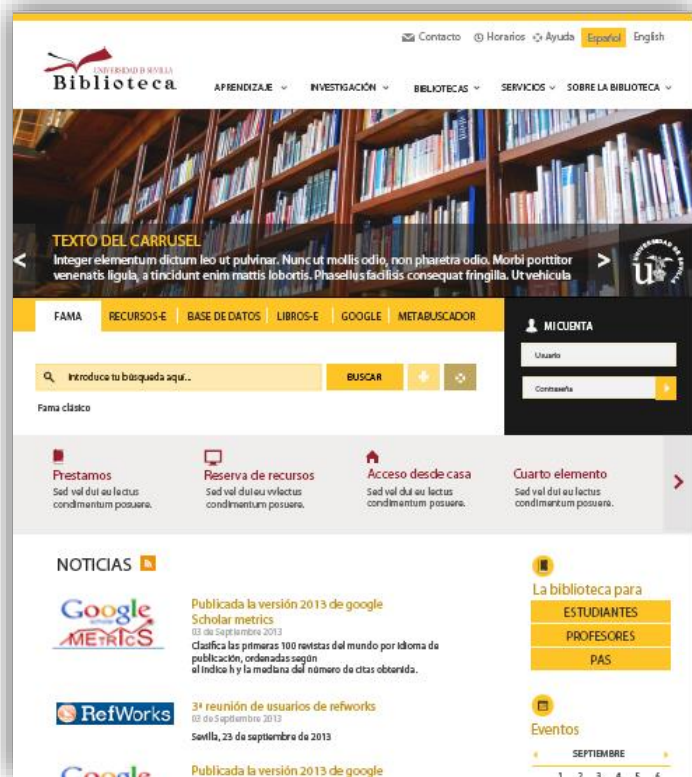 Contacto Horarios Ayuda Español English
UNIVERSIDAD D SEVILLA
Biblioteca
APRENDIZAJE INVESTIGACIÓN BIBLIOTECAS SERVICIOS SOBRE LA BIBLIOTECA
TEXTO DEL CARRUSEL
Integer elementum dictum leo ut pulvinar. Nunc ut mollis odio, non pharetra odio. Morbi porttitor
venenatis ligula, a tincidunt enim mattis lobortis. Phasellus facilisis consequat fringilla. Ut vehicula
< >
FAMA RECURSOS-E BASE DE DATOS LIBROS-E GOOGLE METABUSCADOR
MI CUENTA
Usuario
Contraseña
Introduce tu búsqueda aquí... BUSCAR
Fama clásico
Prestamos
Sed vel dui eu lectus
condimentum posuere.
Reserva de recursos
Sed vel dui eu vvlectus
condimentum posuere.
Acceso desde casa
Sed vel dui eu lectus
condimentum posuere.
Cuarto elemento
Sed vel dui eu lectus
condimentum posuere.
>
NOTICIAS
Google
scholar
METRICS
Publicada la versión 2013 de google
Scholar metrics
03 de Septiembre 2013
Clasifica las primeras 100 revistas del mundo por idioma de
publicación, ordenadas según
el índice h y la mediana del número de citas obtenida.
RefWorks
3ª reunión de usuarios de refworks
03 de Septiembre 2013
Sevilla, 23 de septiembre de 2013
Google
Publicada la versión 2013 de google
La biblioteca para
ESTUDIANTES
PROFESORES
PAS
Eventos
SEPTIEMBRE
1 2 3 4 5 6